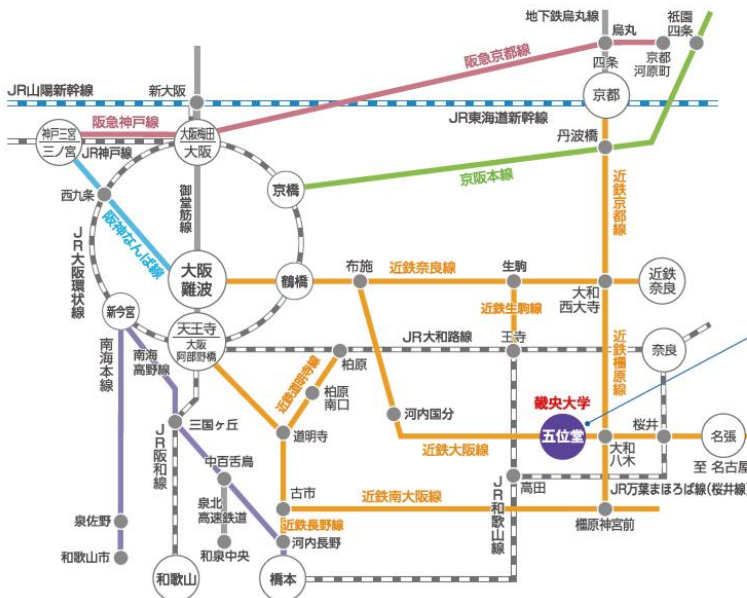 地下鉄烏丸線
烏丸
祇園
四条
四条
京都
河原町
阪急京都線
新大阪
JR山陽新幹線
京都
JR東海道新幹線
阪急神戸線
神戸三宮
三ノ宮
JR神戸線
大阪梅田
大阪
丹波橋
京橋
京阪本線
西九条
御堂筋線
阪神なんば線
近鉄京都線
JR大阪環状線
大阪
難波
鶴橋
布施
近鉄奈良線
生駒
大和
西大寺
近鉄
奈良
新今宮
天王寺
大阪
阿部野橋
近鉄生駒線
JR大和路線
王寺
奈良
南海本線
南海
高野線
柏原
近鉄道明寺線
柏原
南口
近鉄橿原線
畿央大学
河内国分
五位堂
桜井
名張
三国ヶ丘
道明寺
近鉄大阪線
大和
八木
至 名古屋
JR阪和線
中百舌鳥
高田
JR万葉まほろば線(桜井線)
泉北
高速鉄道
古市
近鉄南大阪線
JR和歌山線
泉佐野
近鉄長野線
橿原神宮前
和歌山市
和泉中央
河内長野
和歌山
橋本